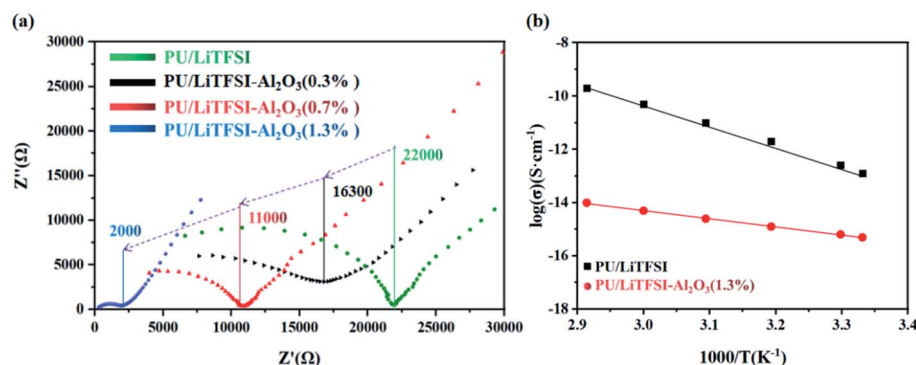 (a)
30000
25000
20000
15000
10000
5000
0
Z''(Ω)
PU/LiTFSI
PU/LiTFSI-Al₂O₃(0.3% )
PU/LiTFSI-Al₂O₃(0.7% )
PU/LiTFSI-Al₂O₃(1.3% )
22000
16300
11000
2000
0 5000 10000 15000 20000 25000 30000
Z'(Ω)
(b)
-8
-10
-12
-14
-16
-18
log(σ)(S·cm⁻¹)
PU/LiTFSI
PU/LiTFSI-Al₂O₃(1.3%)
2.9 3.0 3.1 3.2 3.3 3.4
1000/T(K⁻¹)